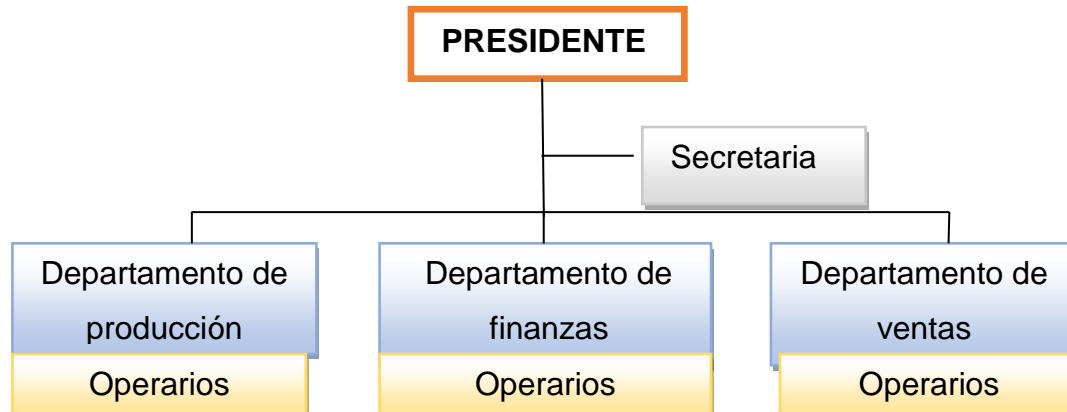 PRESIDENTE
Secretaria
Departamento de
producción
Operarios
Departamento de
finanzas
Operarios
Departamento de
ventas
Operarios